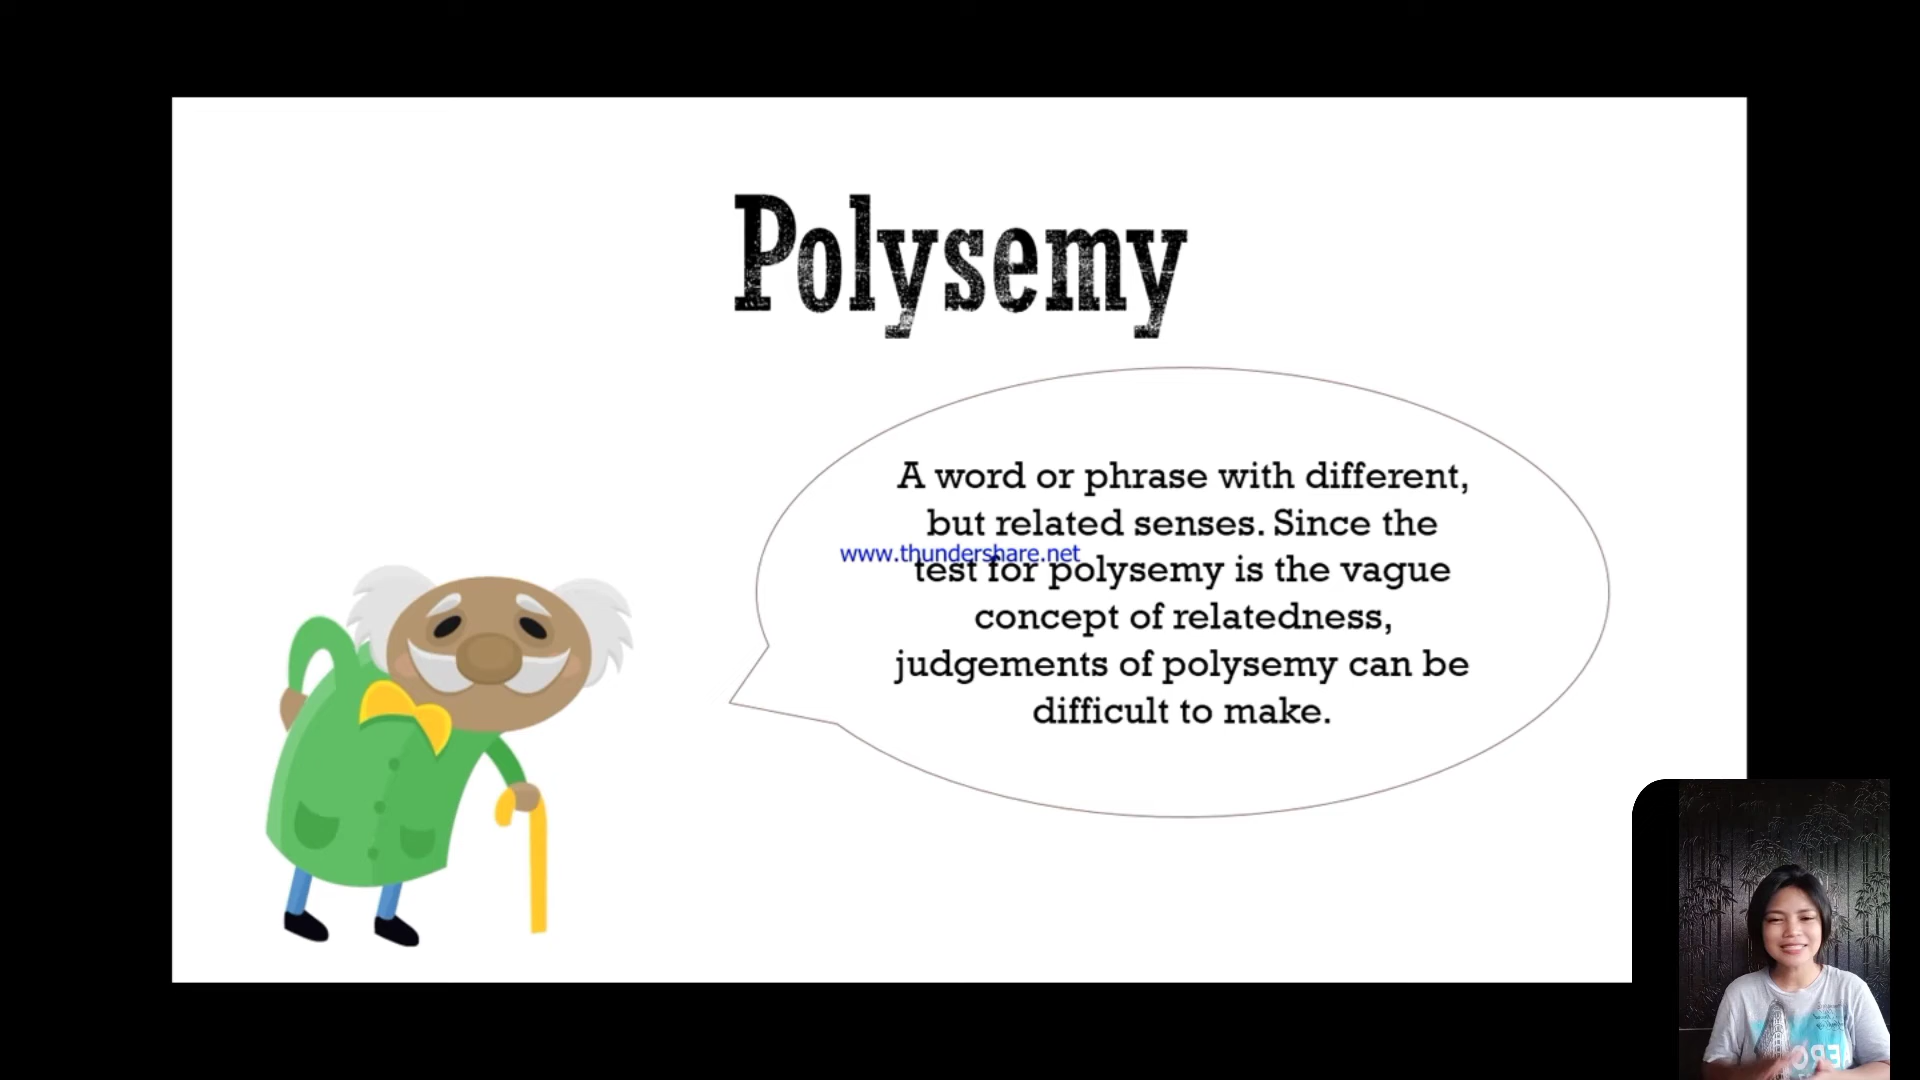 Polysemy
A word or phrase with different,
but related senses. Since the
www.thundershare.net
test for polysemy is the vague
concept of relatedness,
judgements of polysemy can be
difficult to make.